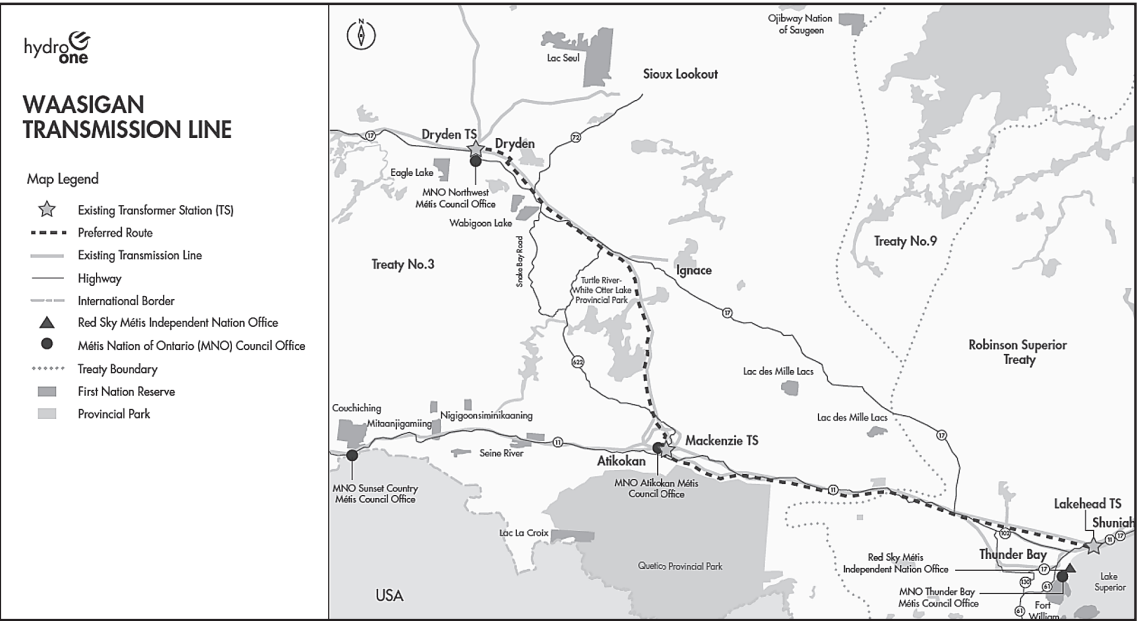 hydro
one
WAASIGAN
TRANSMISSION LINE
Map Legend
Existing Transformer Station (TS)
Preferred Route
Existing Transmission Line
Highway
International Border
Red Sky Métis Independent Nation Office
Métis Nation of Ontario (MNO) Council Office
Treaty Boundary
First Nation Reserve
Provincial Park
N
Ojibway Nation
of Saugeen
Lac Seul
Sioux Lookout
17
Dryden TS
Dryden
72
Eagle Lake
MNO Northwest
Métis Council Office
Wabigoon Lake
Treaty No.3
Snake Bay Road
Treaty No.9
Ignace
Turtle River-
White Otter Lake
Provincial Park
17
Robinson Superior
Treaty
622
Lac des Mille Lacs
Lac des Mille Lacs
17
Couchiching
Mitaanjigamiing
Nigigoonsiminikaaning
11
Seine River
Mackenzie TS
Atikokan
MNO Atikokan Métis
Council Office
MNO Sunset Country
Métis Council Office
11
Lac La Croix
Quetico Provincial Park
USA
Lakehead TS
Shuniah
11
17
102
Thunder Bay
Red Sky Métis
Independent Nation Office
17
130
61
MNO Thunder Bay
Métis Council Office
Lake
Superior
61
Fort
William